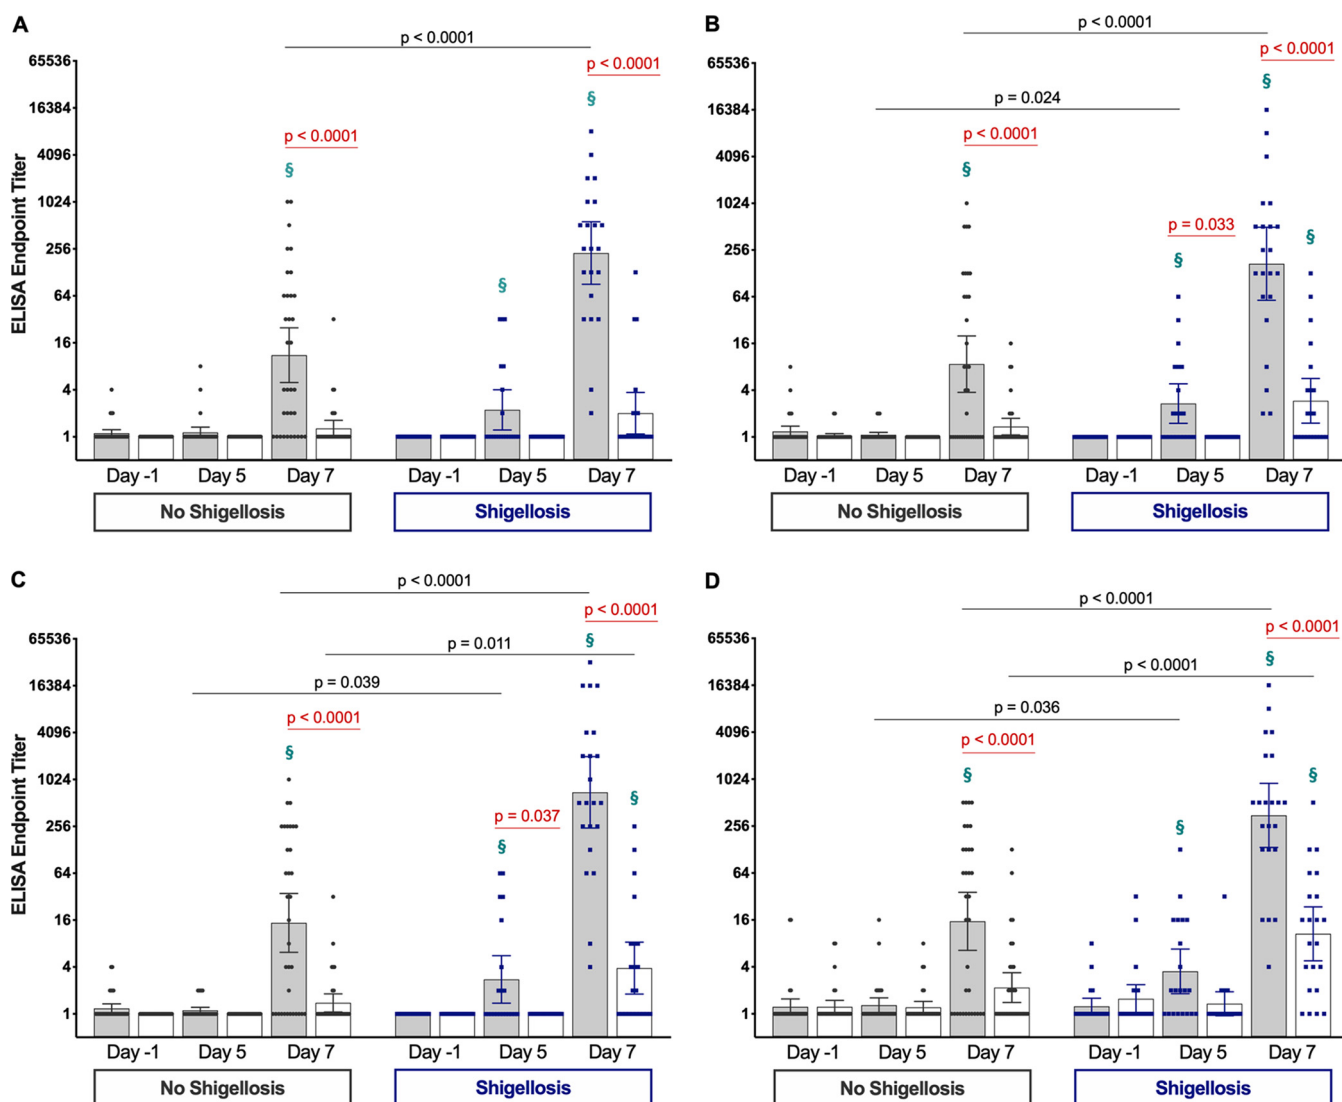 A
p < 0.0001
65536
p < 0.0001
§
16384
p < 0.0001
4096
§
1024
ELISA Endpoint Titer
256
§
64
16
4
1
Day -1 Day 5 Day 7 Day -1 Day 5 Day 7
No Shigellosis Shigellosis
B
p < 0.0001
65536
p < 0.0001
§
p = 0.024
16384
p < 0.0001
4096
§
1024
p = 0.033
§
256
§
64
16
4
1
Day -1 Day 5 Day 7 Day -1 Day 5 Day 7
No Shigellosis Shigellosis
C
p < 0.0001
p < 0.0001
65536
§
p = 0.011
16384
p = 0.039
p < 0.0001
4096
§
1024
§
p = 0.037
ELISA Endpoint Titer
256
§
64
16
4
1
Day -1 Day 5 Day 7 Day -1 Day 5 Day 7
No Shigellosis Shigellosis
D
p < 0.0001
p < 0.0001
65536
§
p < 0.0001
16384
p = 0.036
4096
p < 0.0001
§
§
1024
256
§
64
16
4
1
Day -1 Day 5 Day 7 Day -1 Day 5 Day 7
No Shigellosis Shigellosis